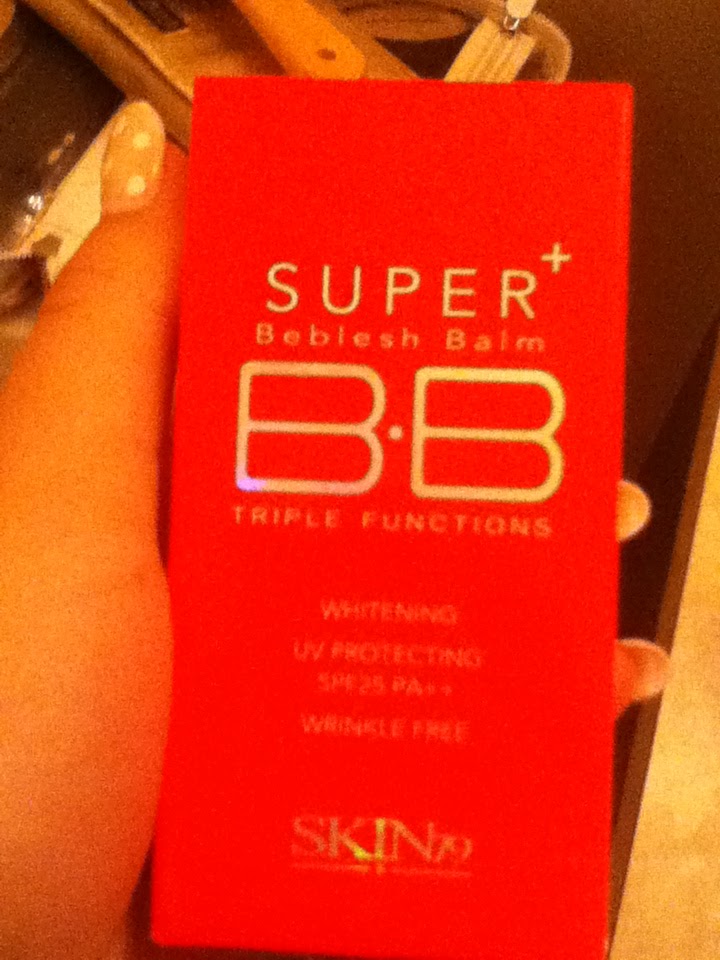 SUPER+
Beblesh Balm
B·B
TRIPLE FUNCTIONS
WHITENING
UV PROTECTING
SPF25 PA++
WRINKLE FREE
SKIN79